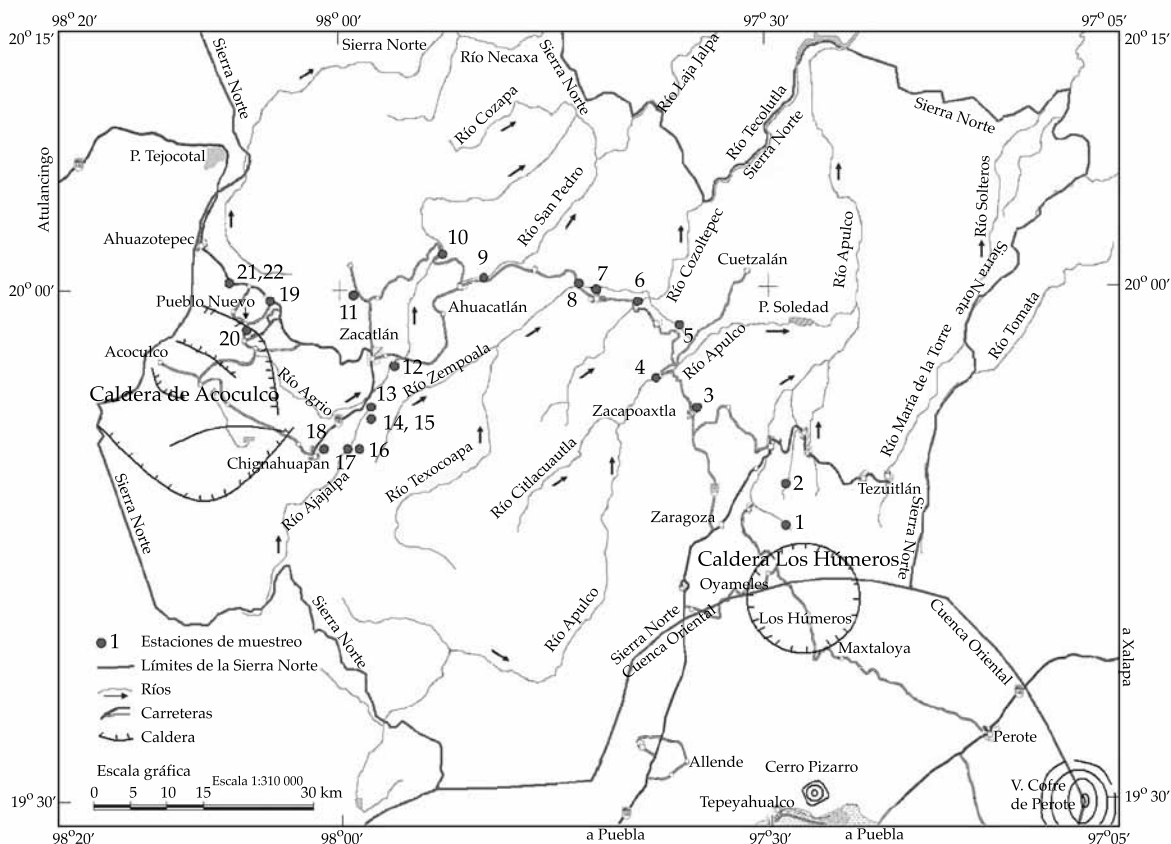 98° 20′
98° 00′
97° 30′
97° 05′
20° 15′
20° 15′
Sierra Norte
Sierra Norte
Río Necaxa
Sierra Norte
Río Laja Jalpa
Río Cozapa
Río Tecolutla
Sierra Norte
Sierra Norte
P. Tejocotal
Atulancingo
Río San Pedro
Río Solteros
Ahuazotepec
10
9
Río Cozoltepec
Cuetzalán
Río Apulco
Sierra Norte
21,22
20° 00′
Pueblo Nuevo
19
11
Ahuacatlán
8
7
6
P. Soledad
20° 00′
20
Zacatlán
5
Río Apulco
Río María de la Torre
Río Tomata
Acoculco
12
Río Zempoala
4
Caldera de Acoculco
Río Agrio
13
14, 15
Zacapoaxtla
3
18
Chignahuapan
17
16
Río Texocoapa
Río Citlacuautla
Río Ajajalpa
2
Tezuitlán
Sierra Norte
Zaragoza
1
Sierra Norte
Caldera Los Húmeros
Oyameles
Sierra Norte
Río Apulco
Sierra Norte
Cuenca Oriental
Los Húmeros
Cuenca Oriental
Maxtaloya
a Xalapa
1 Estaciones de muestreo
Límites de la Sierra Norte
Ríos
Carreteras
Caldera
Perote
Allende
Cerro Pizarro
V. Cofre
de Perote
Tepeyahualco
Escala gráfica
Escala 1:310 000
0 5 10 15 30 km
19° 30′
19° 30′
98° 20′
98° 00′
a Puebla
97° 30′
a Puebla
97° 05′